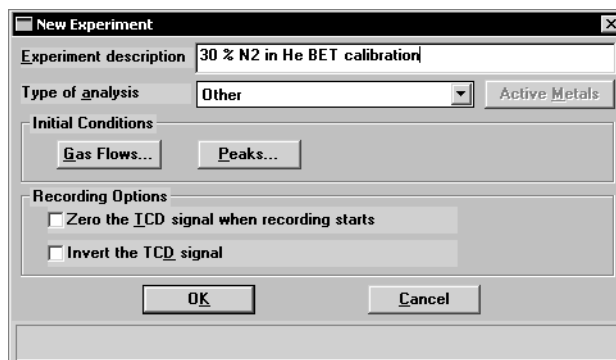 New Experiment
Experiment description 30 % N2 in He BET calibration
Type of analysis Other Active Metals
Initial Conditions
Gas Flows... Peaks...
Recording Options
Zero the TCD signal when recording starts
Invert the TCD signal
OK Cancel